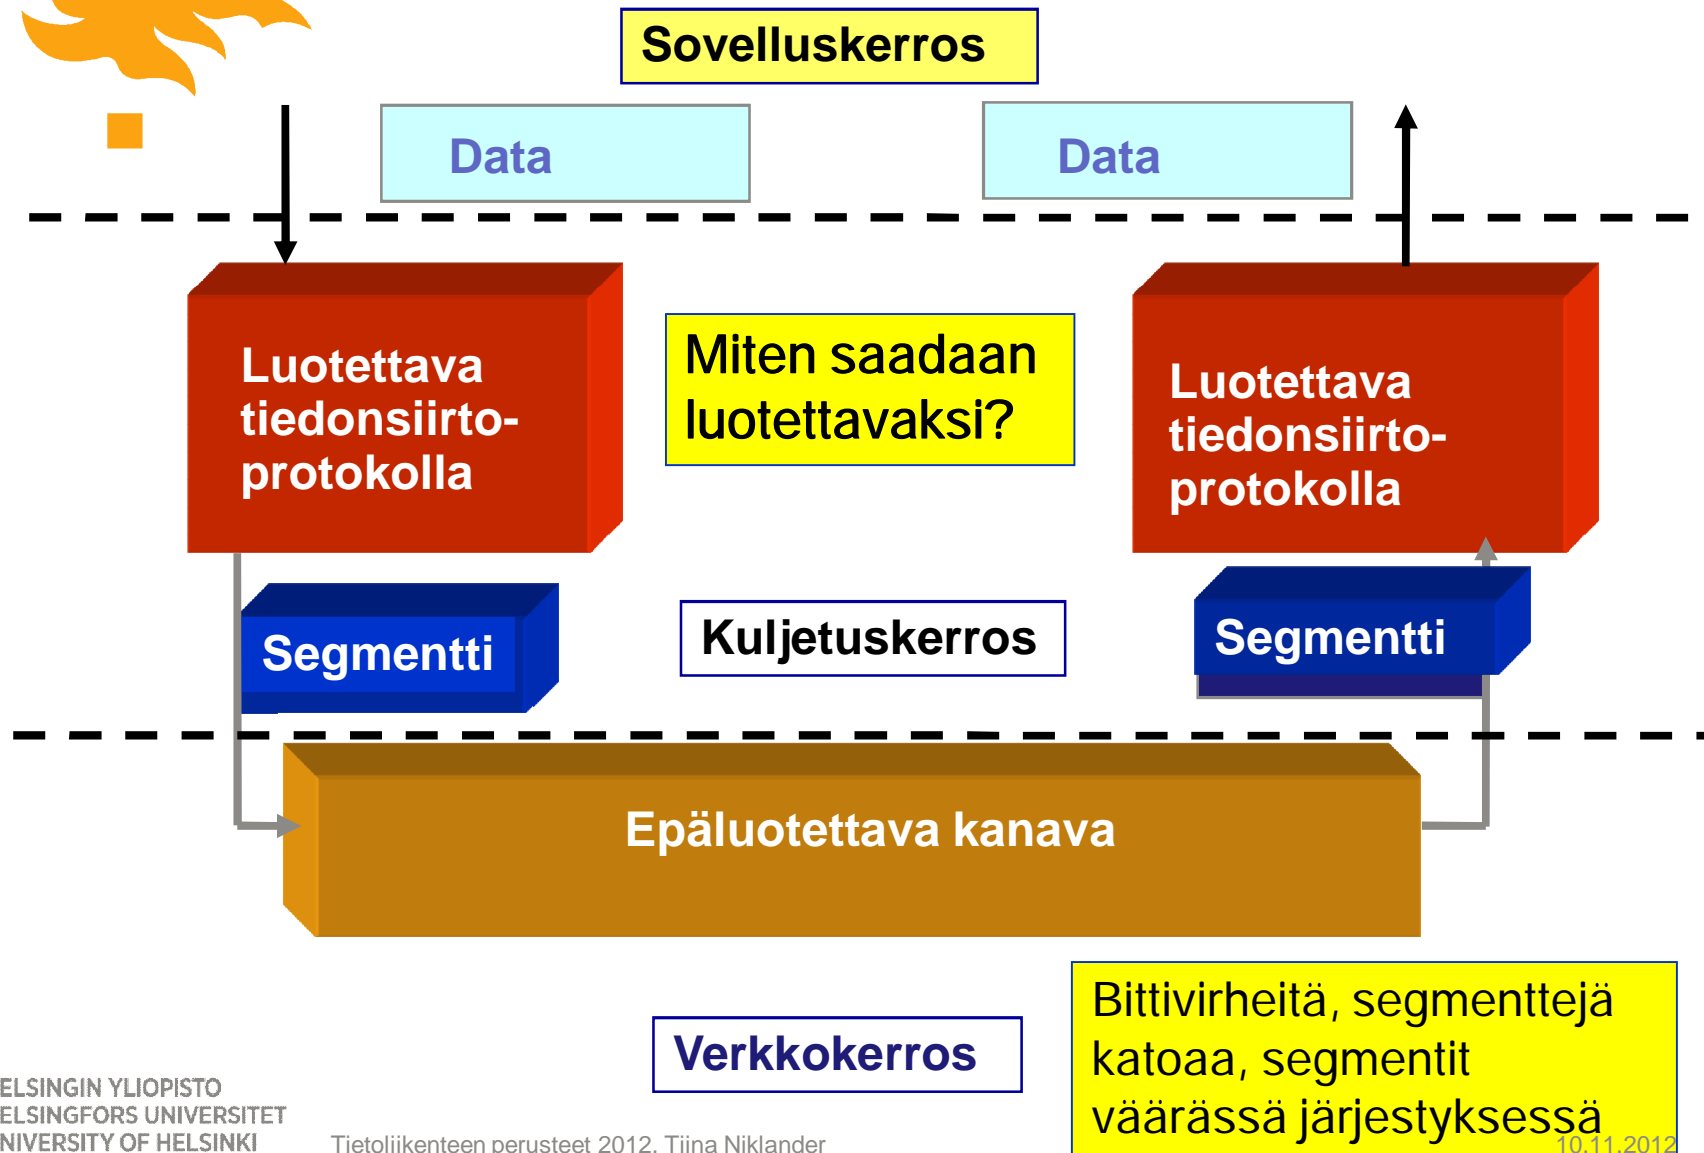 Sovelluskerros
Data
Data
Luotettava
tiedonsiirto-
protokolla
Miten saadaan
luotettavaksi?
Luotettava
tiedonsiirto-
protokolla
Segmentti
Kuljetuskerros
Segmentti
Epäluotettava kanava
Verkkokerros
Bittivirheitä, segmenttejä
katoaa, segmentit
väärässä järjestyksessä
ELSINGIN YLIOPISTO
ELSINGFORS UNIVERSITET
NIVERSITY OF HELSINKI
Tietoliikenteen perusteet 2012, Tiina Niklander
10.11.2012